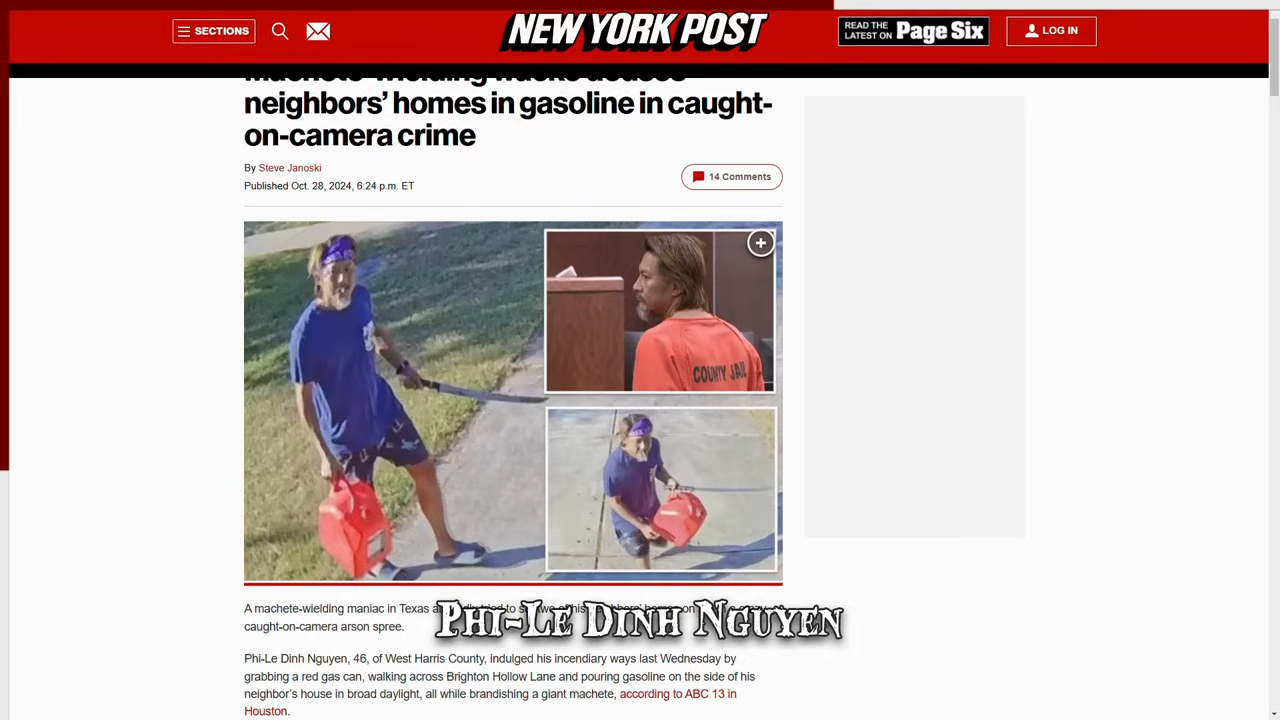 SECTIONS
NEW YORK POST
READ THE
LATEST ON
Page Six
LOG IN
Machete-wielding
neighbors' homes in gasoline in caught-
on-camera crime
By Steve Janoski
14 Comments
Published Oct. 28, 2024, 6:24 p.m. ET
COUNTY JAIL
A machete-wielding maniac in Texas
caught-on-camera arson spree.
Phi-Le Dinh Nguyen
Phi-Le Dinh Nguyen, 46, of West Harris County, indulged his incendiary ways last Wednesday by
grabbing a red gas can, walking across Brighton Hollow Lane and pouring gasoline on the side of his
neighbor's house in broad daylight, all while brandishing a giant machete, according to ABC 13 in
Houston.